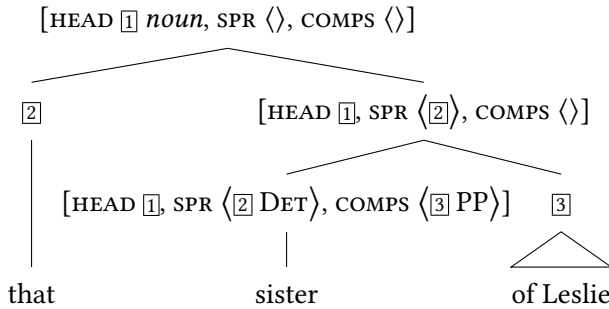 [HEAD 1 noun, SPR ⟨⟩, COMPS ⟨⟩]
2 [HEAD 1, SPR ⟨2⟩, COMPS ⟨⟩]
[HEAD 1, SPR ⟨2 DET⟩, COMPS ⟨3 PP⟩] 3
that sister of Leslie